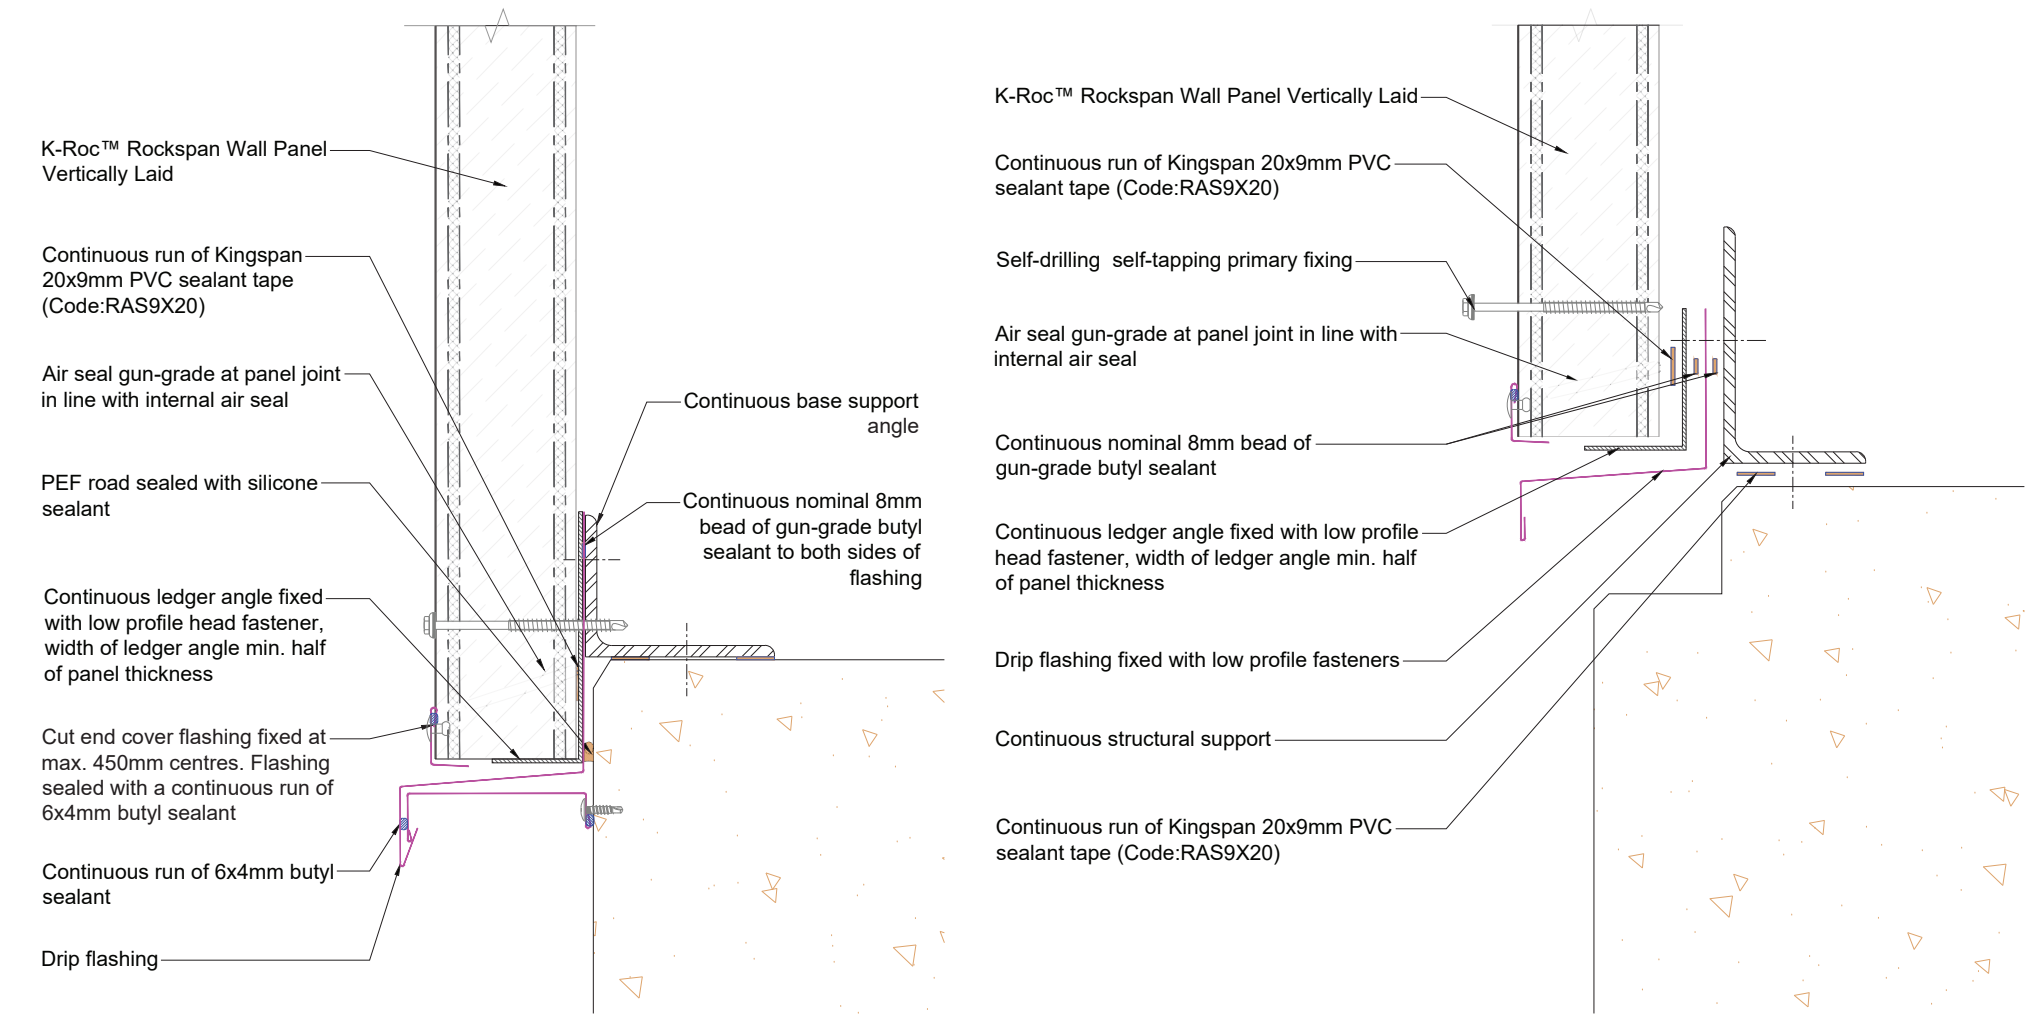 K-Roc™ Rockspan Wall Panel
Vertically Laid
Continuous run of Kingspan
20x9mm PVC sealant tape
(Code:RAS9X20)
Air seal gun-grade at panel joint
in line with internal air seal
PEF road sealed with silicone
sealant
Continuous ledger angle fixed
with low profile head fastener,
width of ledger angle min. half
of panel thickness
Cut end cover flashing fixed at
max. 450mm centres. Flashing
sealed with a continuous run of
6x4mm butyl sealant
Continuous run of 6x4mm butyl
sealant
Drip flashing
Continuous base support
angle
Continuous nominal 8mm
bead of gun-grade butyl
sealant to both sides of
flashing
K-Roc™ Rockspan Wall Panel Vertically Laid
Continuous run of Kingspan 20x9mm PVC
sealant tape (Code:RAS9X20)
Self-drilling  self-tapping primary fixing
Air seal gun-grade at panel joint in line with
internal air seal
Continuous nominal 8mm bead of
gun-grade butyl sealant
Continuous ledger angle fixed with low profile
head fastener, width of ledger angle min. half
of panel thickness
Drip flashing fixed with low profile fasteners
Continuous structural support
Continuous run of Kingspan 20x9mm PVC
sealant tape (Code:RAS9X20)